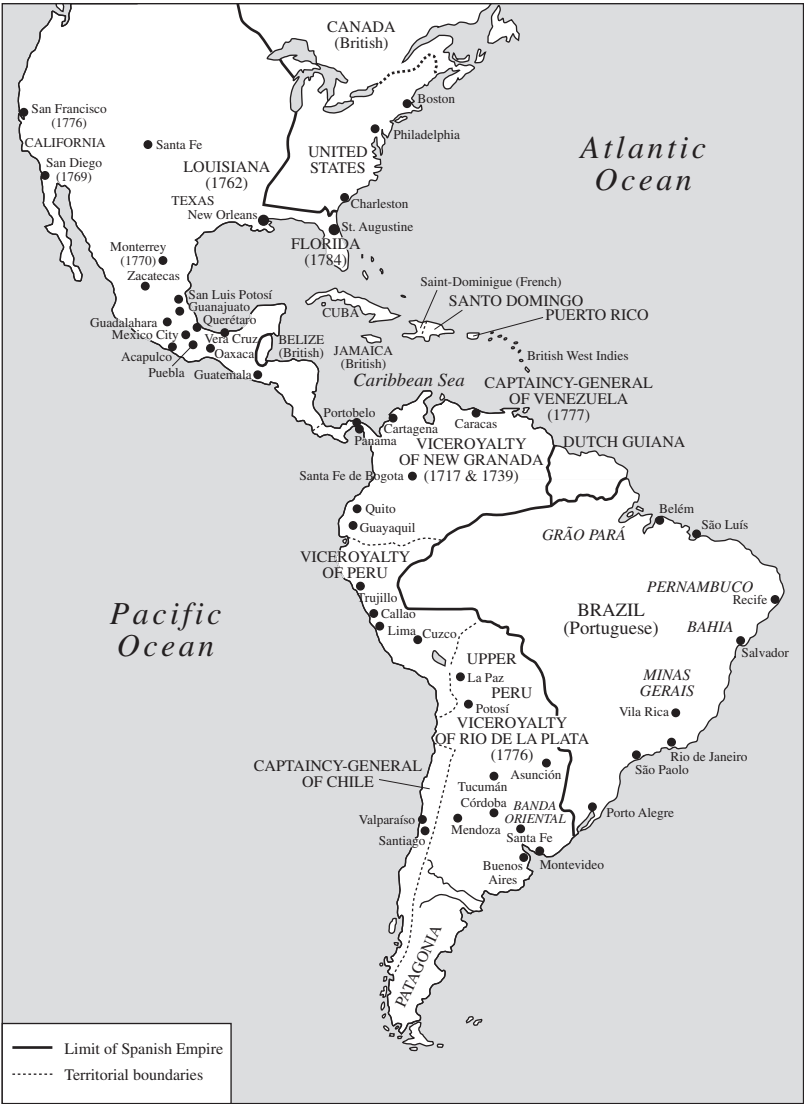 CANADA
(British)
Boston
San Francisco
(1776)
Philadelphia
CALIFORNIA
Santa Fe
UNITED
STATES
Atlantic
Ocean
San Diego
(1769)
LOUISIANA
(1762)
TEXAS
Charleston
New Orleans
St. Augustine
FLORIDA
(1784)
Monterrey
(1770)
Zacatecas
San Luis Potosí
Guanajuato
Guadalahara
Querétaro
Mexico City
Vera Cruz
Acapulco
Oaxaca
Puebla
Guatemala
BELIZE
(British)
CUBA
JAMAICA
(British)
Saint-Dominigue (French)
SANTO DOMINGO
PUERTO RICO
British West Indies
Caribbean Sea
CAPTAINCY-GENERAL
OF VENEZUELA
(1777)
Portobelo
Panama
Cartagena
Caracas
VICEROYALTY
OF NEW GRANADA
(1717 & 1739)
DUTCH GUIANA
Santa Fe de Bogota
Quito
Guayaquil
Belém
São Luís
GRÃO PARÁ
VICEROYALTY
OF PERU
Trujillo
Callao
Lima
Cuzco
PERNAMBUCO
Recife
BRAZIL
(Portuguese)
BAHIA
Salvador
Pacific
Ocean
UPPER
PERU
La Paz
Potosí
MINAS
GERAIS
Vila Rica
VICEROYALTY
OF RIO DE LA PLATA
(1776)
Rio de Janeiro
São Paolo
CAPTAINCY-GENERAL
OF CHILE
Asunción
Tucumán
Córdoba
BANDA
ORIENTAL
Porto Alegre
Valparaíso
Mendoza
Santiago
Santa Fe
Buenos
Aires
Montevideo
PATAGONIA
Limit of Spanish Empire
Territorial boundaries